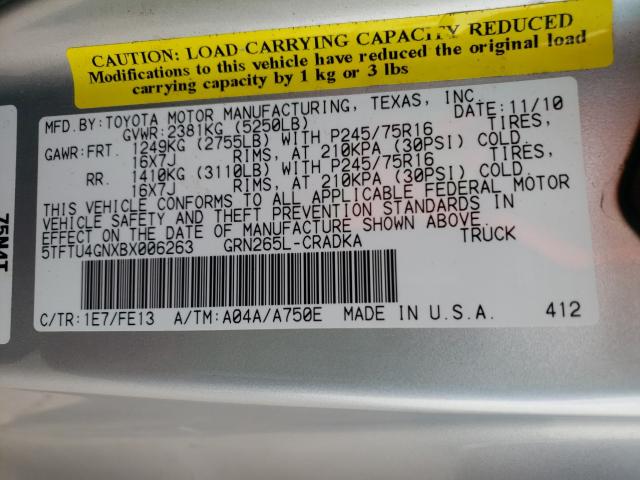 CAUTION: LOAD CARRYING CAPACITY REDUCED
Modifications to this vehicle have reduced the original load
carrying capacity by 1 kg or 3 lbs
MFD.BY:TOYOTA MOTOR MANUFACTURING, TEXAS, INC. DATE:11/10
GVWR:2381KG (5250LB)
GAWR:FRT. 1249KG (2755LB) WITH P245/75R16 TIRES,
16X7J RIMS, AT 210KPA (30PSI) COLD.
RR. 1410KG (3110LB) WITH P245/75R16 TIRES,
16X7J RIMS, AT 210KPA (30PSI) COLD.
THIS VEHICLE CONFORMS TO ALL APPLICABLE FEDERAL MOTOR
VEHICLE SAFETY AND THEFT PREVENTION STANDARDS IN
EFFECT ON THE DATE OF MANUFACTURE SHOWN ABOVE.
5TFTU4GNXBX006263 GRN265L-CRADKA TRUCK
C/TR:1E7/FE13 A/TM:A04A/A750E MADE IN U.S.A. 412
75N4T